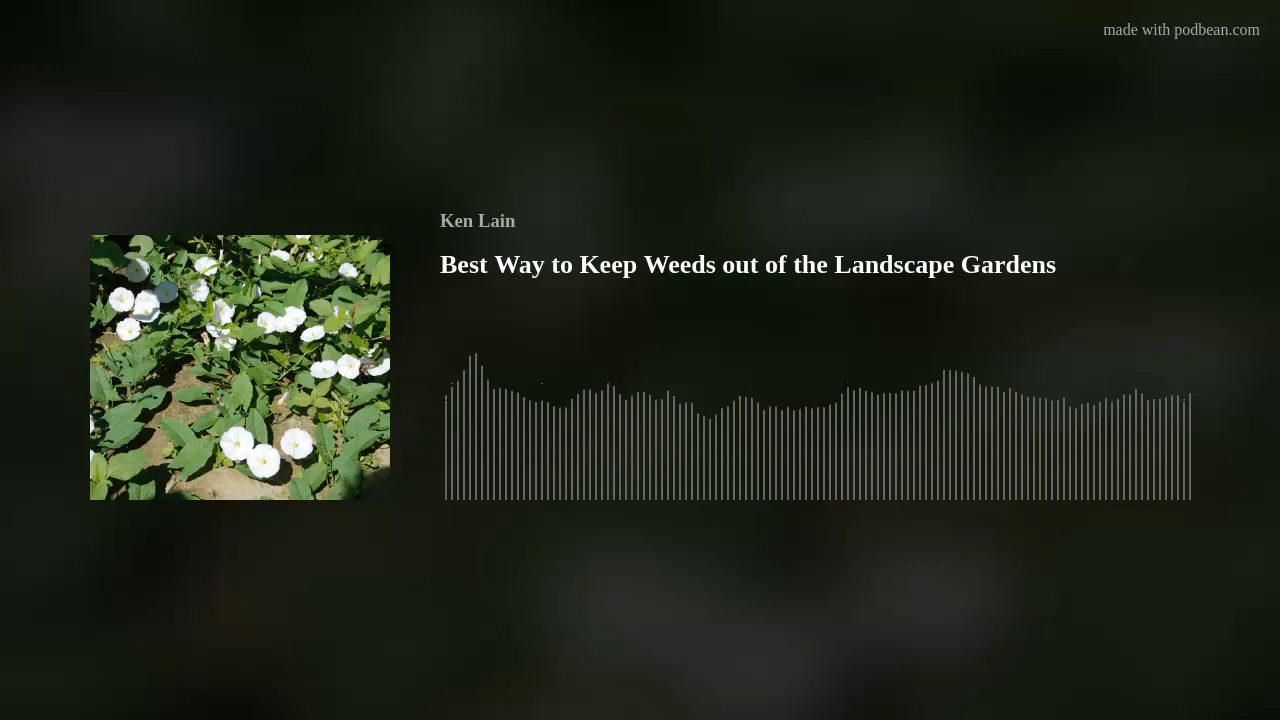 made with podbean.com
Ken Lain
Best Way to Keep Weeds out of the Landscape Gardens